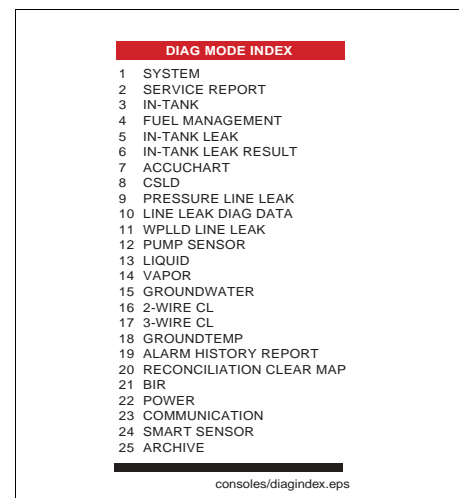 DIAG MODE INDEX
1 SYSTEM
2 SERVICE REPORT
3 IN-TANK
4 FUEL MANAGEMENT
5 IN-TANK LEAK
6 IN-TANK LEAK RESULT
7 ACCUCHART
8 CSLD
9 PRESSURE LINE LEAK
10 LINE LEAK DIAG DATA
11 WPLLD LINE LEAK
12 PUMP SENSOR
13 LIQUID
14 VAPOR
15 GROUNDWATER
16 2-WIRE CL
17 3-WIRE CL
18 GROUNDTEMP
19 ALARM HISTORY REPORT
20 RECONCILIATION CLEAR MAP
21 BIR
22 POWER
23 COMMUNICATION
24 SMART SENSOR
25 ARCHIVE
consoles/diagindex.eps